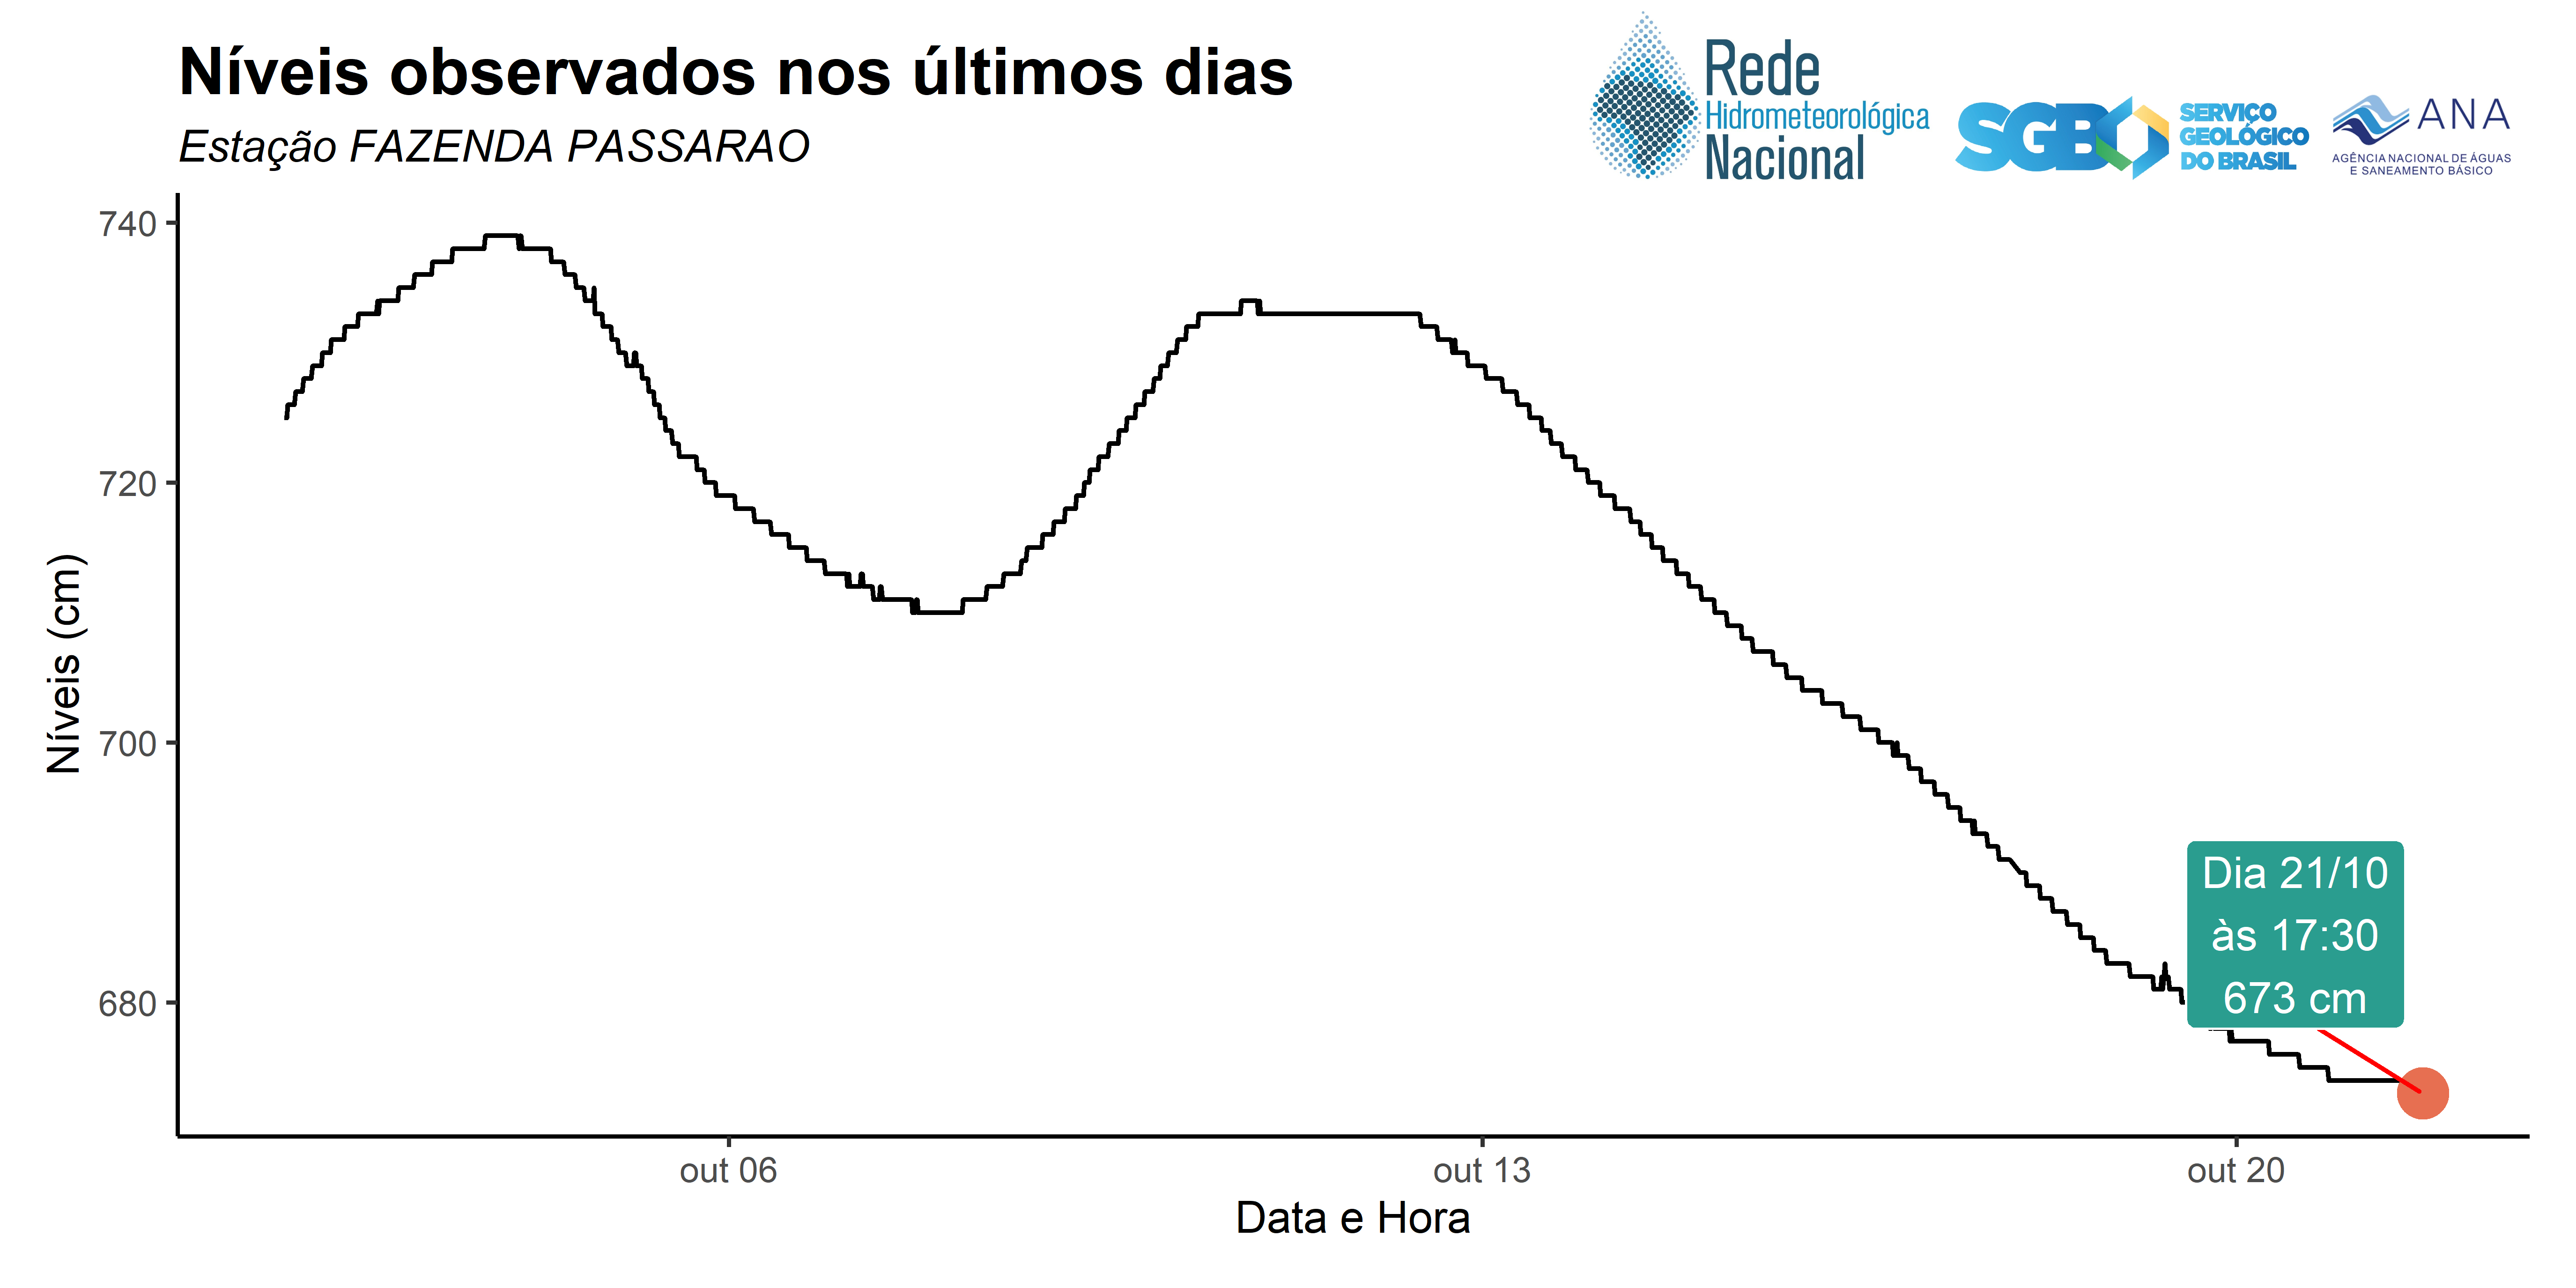 Níveis observados nos últimos dias
Estação FAZENDA PASSARAO
Rede
Hidrometeorológica
Nacional
SGB
SERVIÇO
GEOLÓGICO
DO BRASIL
ANA
AGÊNCIA NACIONAL DE ÁGUAS
E SANEAMENTO BÁSICO
740
720
700
680
Níveis (cm)
Dia 21/10
às 17:30
673 cm
out 06
out 13
out 20
Data e Hora